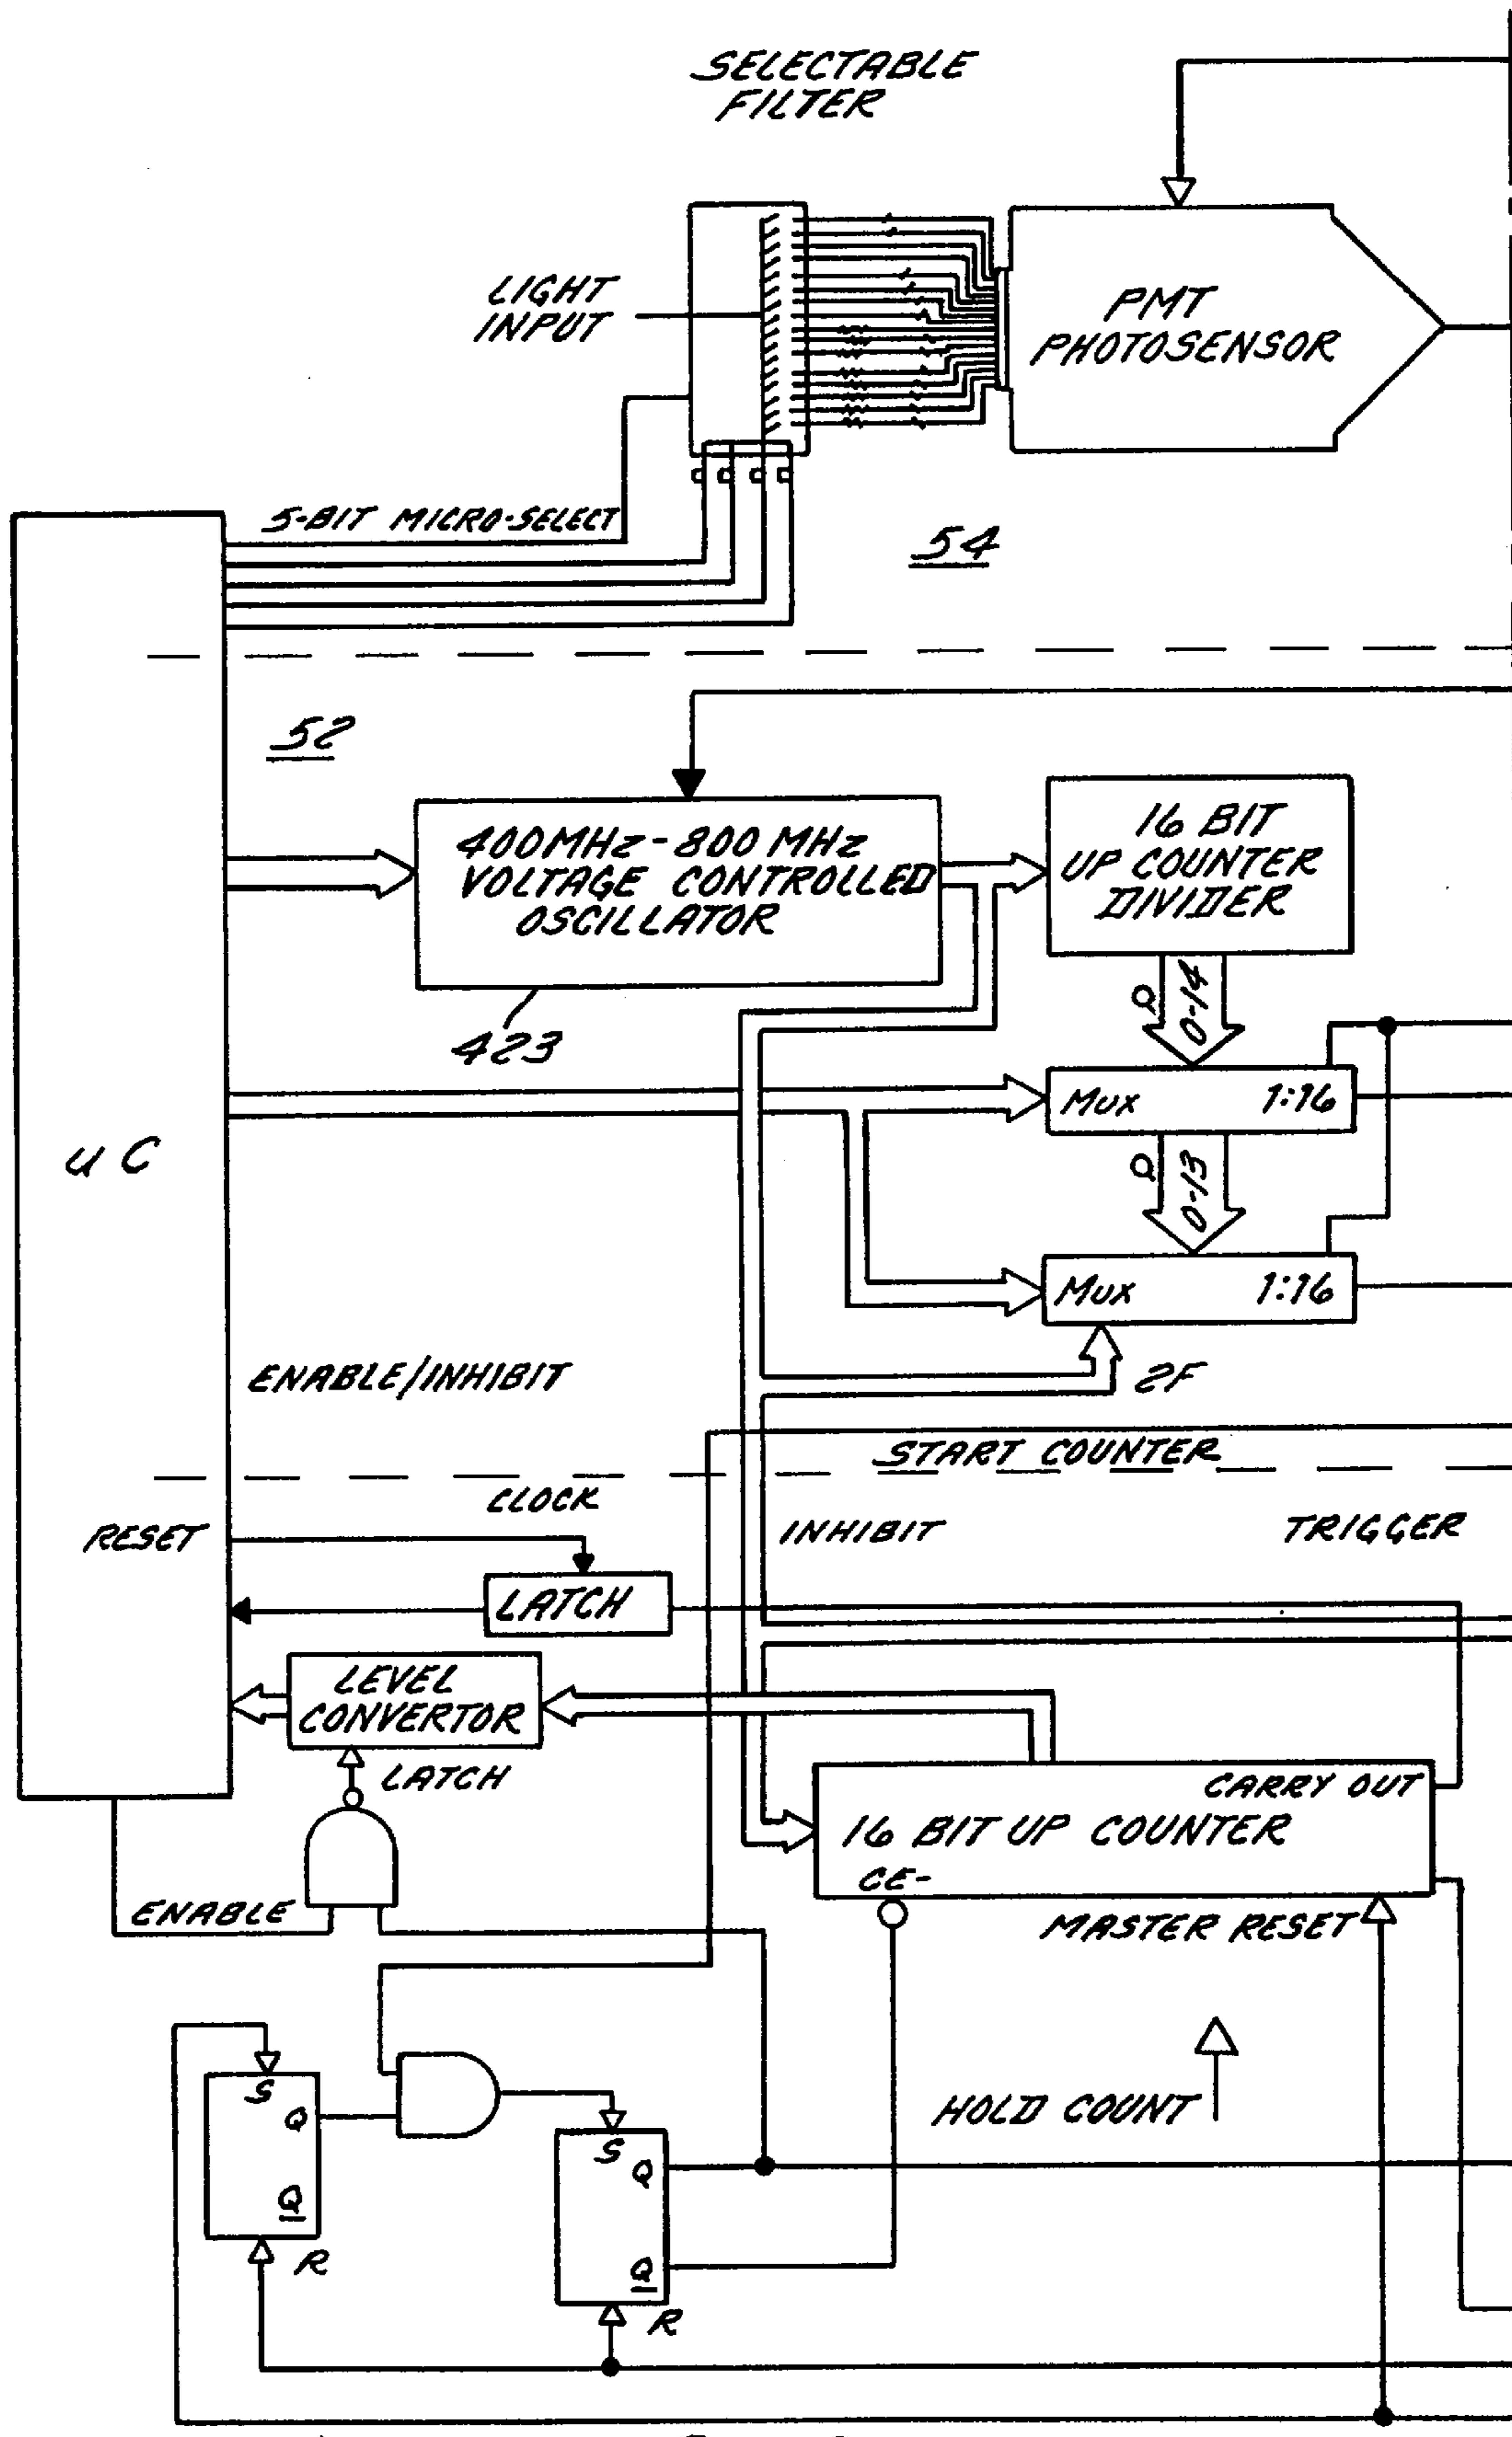 SELECTABLE
FILTER
LIGHT
INPUT
PMT
PHOTOSENSOR
5-BIT MICRO-SELECT
54
52
400MHz-800 MHz
VOLTAGE CONTROLLED
OSCILLATOR
423
16 BIT
UP COUNTER
DIVIDER
Q 0-14
MUX 1:16
uC
Q 0-13
MUX 1:16
ENABLE/INHIBIT
2F
START COUNTER
CLOCK
RESET
INHIBIT
TRIGGER
LATCH
LEVEL
CONVERTOR
LATCH
CARRY OUT
16 BIT UP COUNTER
CE-
ENABLE
MASTER RESET
S
Q
Q
R
HOLD COUNT
S
Q
Q
R